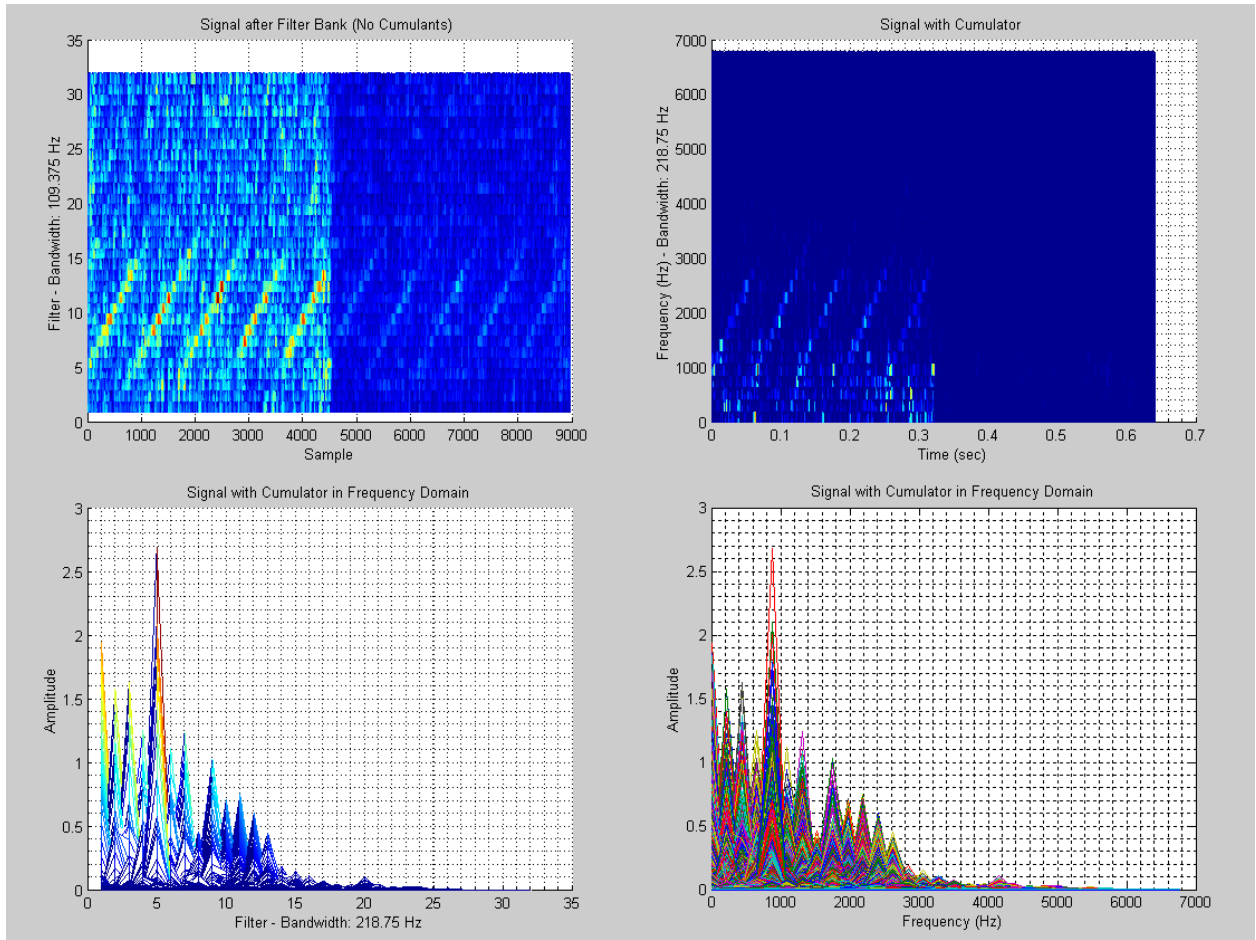 Signal after Filter Bank (No Cumulants)
35
30
25
20
15
10
5
0
Filter - Bandwidth: 109.375 Hz
0 1000 2000 3000 4000 5000 6000 7000 8000 9000
Sample
Signal with Cumulator
7000
6000
5000
4000
3000
2000
1000
0
Frequency (Hz) - Bandwidth: 218.75 Hz
0 0.1 0.2 0.3 0.4 0.5 0.6 0.7
Time (sec)
Signal with Cumulator in Frequency Domain
3
2.5
2
1.5
1
0.5
0
Amplitude
0 5 10 15 20 25 30 35
Filter - Bandwidth: 218.75 Hz
Signal with Cumulator in Frequency Domain
3
2.5
2
1.5
1
0.5
0
Amplitude
0 1000 2000 3000 4000 5000 6000 7000
Frequency (Hz)